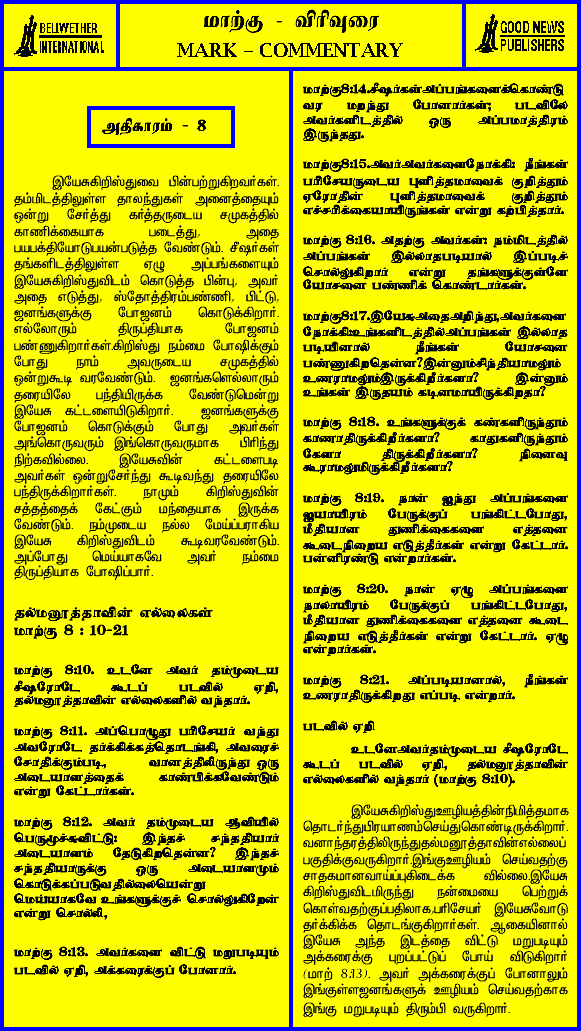 BELWETHER
INTERNATIONAL
மாற்கு - விரிவுரை
MARK – COMMENTARY
GOOD NEWS
PUBLISHERS
அதிகாரம் - 8
இயேசுகிறிஸ்துவை பின்பற்றுகிறவர்கள்.
தம்மிடத்திலுள்ள தாலந்துகள் அனைத்தையும்
ஒன்று சேர்த்து கர்த்தருடைய சமுகத்தில்
காணிக்கையாக படைத்து, அதை
பயபக்தியோடுபயன்படுத்த வேண்டும். சீஷர்கள்
தங்களிடத்திலுள்ள ஏழு அப்பங்களையும்
இயேசுகிறிஸ்துவிடம் கொடுத்த பின்பு, அவர்
அதை எடுத்து, ஸ்தோத்திரம்பண்ணி, பிட்டு,
ஜனங்களுக்கு போஜனம் கொடுக்கிறார்.
எல்லோரும் திருப்தியாக போஜனம்
பண்ணுகிறார்கள்.கிறிஸ்து நம்மை போஷிக்கும்
போது நாம் அவருடைய சமுகத்தில்
ஒன்றுகூடி வரவேண்டும். ஜனங்களெல்லாரும்
தரையிலே பந்தியிருக்க வேண்டுமென்று
இயேசு கட்டளையிடுகிறார். ஜனங்களுக்கு
போஜனம் கொடுக்கும் போது அவர்கள்
அங்கொருவரும் இங்கொருவருமாக பிரிந்து
நிற்கவில்லை. இயேசுவின் கட்டளைபடி
அவர்கள் ஒன்றுசேர்ந்து கூடிவந்து தரையிலே
பந்திருக்கிறார்கள். நாமும் கிறிஸ்துவின்
சத்தத்தைக் கேட்கும் மந்தையாக இருக்க
வேண்டும். நம்முடைய நல்ல மேய்ப்பராகிய
இயேசு கிறிஸ்துவிடம் கூடிவரவேண்டும்.
அப்போது மெய்யாகவே அவர் நம்மை
திருப்தியாக போஷிப்பார்.
தல்மனூத்தாவின் எல்லைகள்
மாற்கு 8 : 10-21
மாற்கு 8:10. உடனே அவர் தம்முடைய
சீஷரோடே கூடப் படவில் ஏறி,
தல்மனூத்தாவின் எல்லைகளில் வந்தார்.
மாற்கு 8:11. அப்பொழுது பரிசேயர் வந்து
அவரோடே தர்க்கிக்கத்தொடங்கி, அவரைச்
சோதிக்கும்படி, வானத்திலிருந்து ஒரு
அடையாளத்தைக் காண்பிக்கவேண்டும்
என்று கேட்டார்கள்.
மாற்கு 8:12. அவர் தம்முடைய ஆவியில்
பெருமூச்சுவிட்டு: இந்தச் சந்ததியார்
அடையாளம் தேடுகிறதென்ன? இந்தச்
சந்ததியாருக்கு ஒரு அடையாளமும்
கொடுக்கப்படுவதில்லையென்று
மெய்யாகவே உங்களுக்குச் சொல்லுகிறேன்
என்று சொல்லி,
மாற்கு 8:13. அவர்களை விட்டு மறுபடியும்
படவில் ஏறி, அக்கரைக்குப் போனார்.
மாற்கு8:14.சீஷர்கள்அப்பங்களைக்கொண்டு
வர மறந்து போனார்கள்; படவிலே
அவர்களிடத்தில் ஒரு அப்பமாத்திரம்
இருந்தது.
மாற்கு8:15.அவர்அவர்களைநோக்கி: நீங்கள்
பரிசேயருடைய புளித்தமாவைக் குறித்தும்
ஏரோதின் புளித்தமாவைக் குறித்தும்
எச்சரிக்கையாயிருங்கள் என்று கற்பித்தார்.
மாற்கு 8:16. அதற்கு அவர்கள்: நம்மிடத்தில்
அப்பங்கள் இல்லாதபடியால் இப்படிச்
சொல்லுகிறார் என்று தங்களுக்குள்ளே
யோசனை பண்ணிக் கொண்டார்கள்.
மாற்கு8:17.இயேசுஅதைஅறிந்து,அவர்களை
நோக்கி:உங்களிடத்தில்அப்பங்கள் இல்லாத
படியினால் நீங்கள் யோசனை
பண்ணுகிறதென்ன?இன்னும்சிந்தியாமலும்
உணராமலும்இருக்கிறீர்களா? இன்னும்
உங்கள் இருதயம் கடினமாயிருக்கிறதா?
மாற்கு 8:18. உங்களுக்குக் கண்களிருந்தும்
காணாதிருக்கிறீர்களா? காதுகளிருந்தும்
கேளா திருக்கிறீர்களா? நினைவு
கூராமலுமிருக்கிறீர்களா?
மாற்கு 8:19. நான் ஐந்து அப்பங்களை
ஐயாயிரம் பேருக்குப் பங்கிட்டபோது,
மீதியான துணிக்கைகளை எத்தனை
கூடைநிறைய எடுத்தீர்கள் என்று கேட்டார்.
பன்னிரண்டு என்றார்கள்.
மாற்கு 8:20. நான் ஏழு அப்பங்களை
நாலாயிரம் பேருக்குப் பங்கிட்டபோது,
மீதியான துணிக்கைகளை எத்தனை கூடை
நிறைய எடுத்தீர்கள் என்று கேட்டார். ஏழு
என்றார்கள்.
மாற்கு 8:21. அப்படியானால், நீங்கள்
உணராதிருக்கிறது எப்படி என்றார்.
படவில் ஏறி
உடனேஅவர்தம்முடைய சீஷரோடே
கூடப் படவில் ஏறி, தல்மனூத்தாவின்
எல்லைகளில் வந்தார் (மாற்கு 8:10).
இயேசுகிறிஸ்துஊழியத்தின்நிமித்தமாக
தொடர்ந்துபிரயாணம்செய்துகொண்டிருக்கிறார்.
வனாந்தரத்திலிருந்துதல்மனூத்தாவின்எல்லைப்
பகுதிக்குவருகிறார்.இங்குஊழியம் செய்வதற்கு
சாதகமானவாய்ப்புகிடைக்க வில்லை.இயேசு
கிறிஸ்துவிடமிருந்து நன்மையை பெற்றுக்
கொள்வதற்குப்பதிலாக,பரிசேயர் இயேசுவோடு
தர்க்கிக்க தொடங்குகிறார்கள். ஆகையினால்
இயேசு அந்த இடத்தை விட்டு மறுபடியும்
அக்கரைக்கு புறப்பட்டுப் போய் விடுகிறார்
(மாற் 8:13). அவர் அக்கரைக்குப் போனாலும்
இங்குள்ளஜனங்களுக் ஊழியம் செய்வதற்காக
இங்கு மறுபடியும் திரும்பி வருகிறார்.